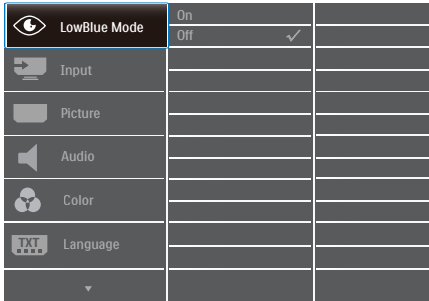 LowBlue Mode
On
Off
Input
Picture
Audio
Color
TXT
Language